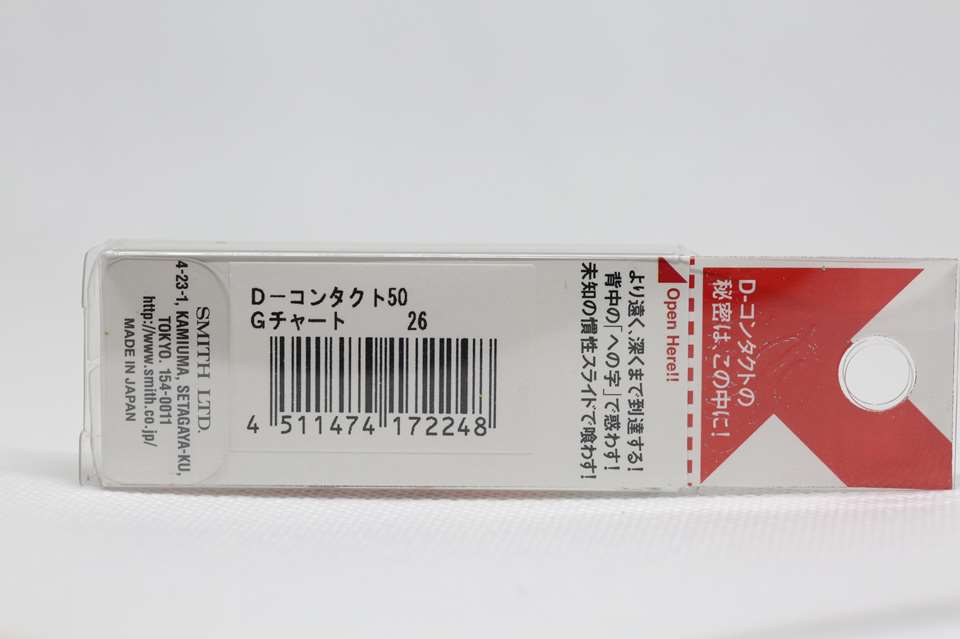 SMITH LTD.
4-23-1, KAMIUMA, SETAGAYA-KU,
TOKYO. 154-0011
http://www.smith.co.jp/
MADE IN JAPAN
D-コンタクト50
Gチャート 26
4 511474 172248
より遠く、深くまで到達する!
背中の「への字」で惑わす!
未知の慣性スライドで喰わす!
Open Here!!
D-コンタクトの
秘密は、この中に!